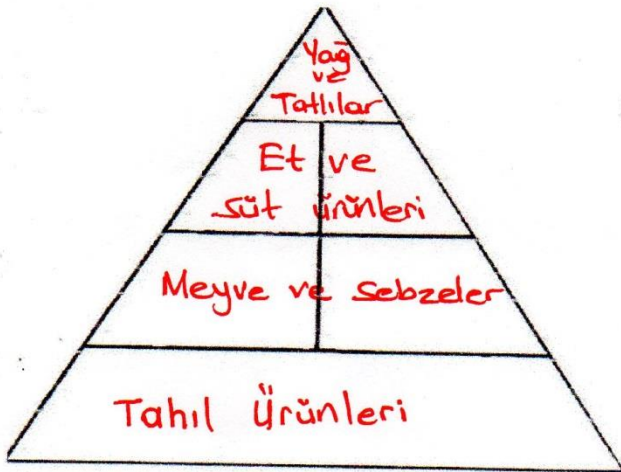 Yağ
ve
Tatlılar
Et ve
süt ürünleri
Meyve ve sebzeler
Tahıl Ürünleri